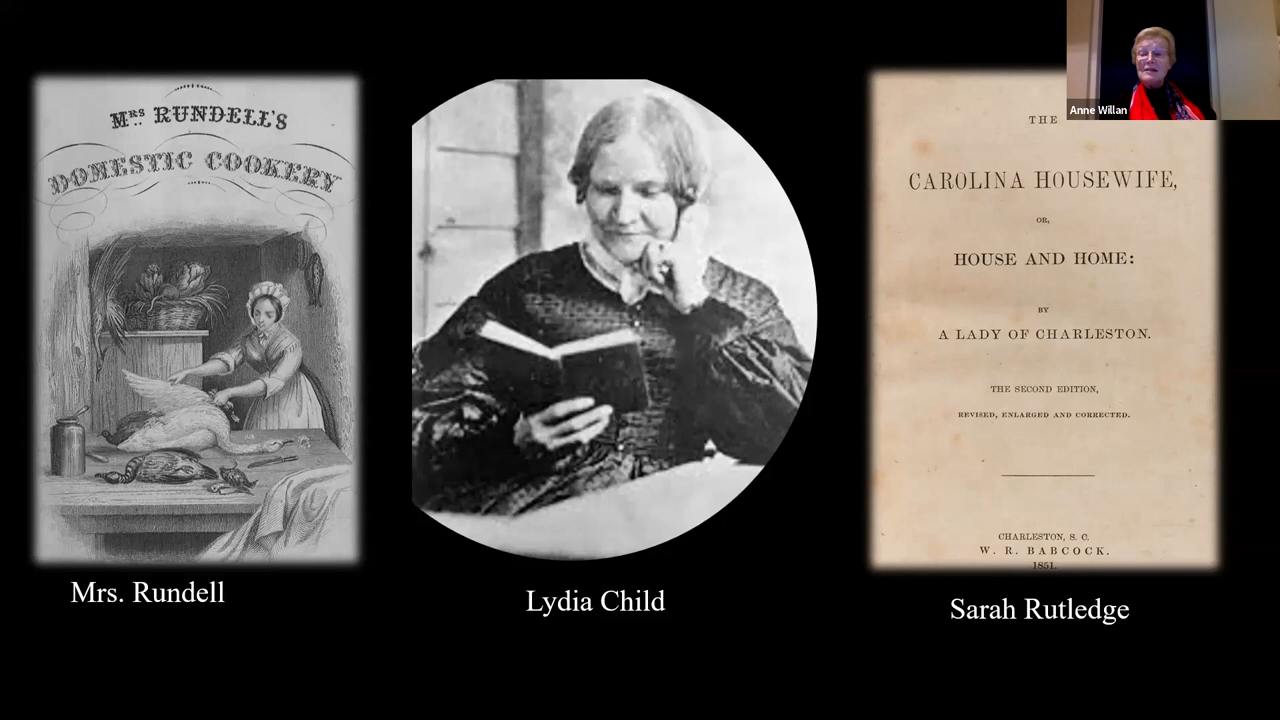 Mrs RUNDELL'S
DOMESTIC COOKERY
Mrs. Rundell
Lydia Child
THE
CAROLINA HOUSEWIFE,
OR,
HOUSE AND HOME:
BY
A LADY OF CHARLESTON.
THE SECOND EDITION,
REVISED, ENLARGED AND CORRECTED.
CHARLESTON, S. C.
W. R. BABCOCK.
1851.
Sarah Rutledge
Anne Willan